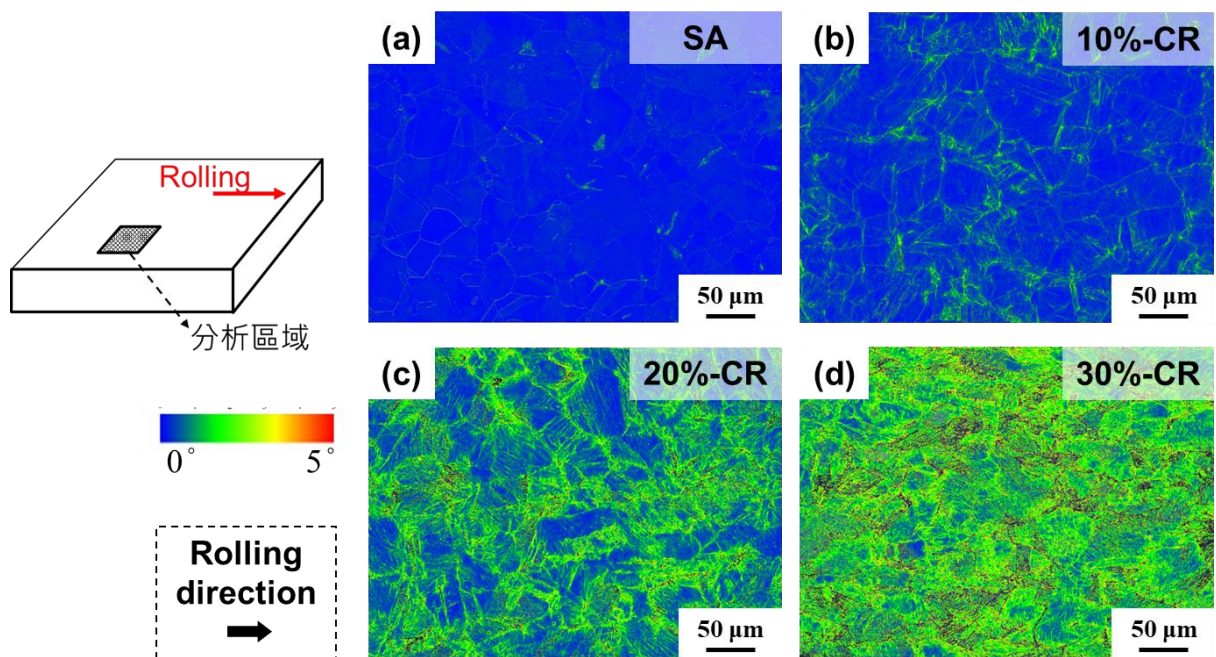 Rolling
分析區域
0°
5°
Rolling
direction
(a)
SA
50 µm
(b)
10%-CR
50 µm
(c)
20%-CR
50 µm
(d)
30%-CR
50 µm